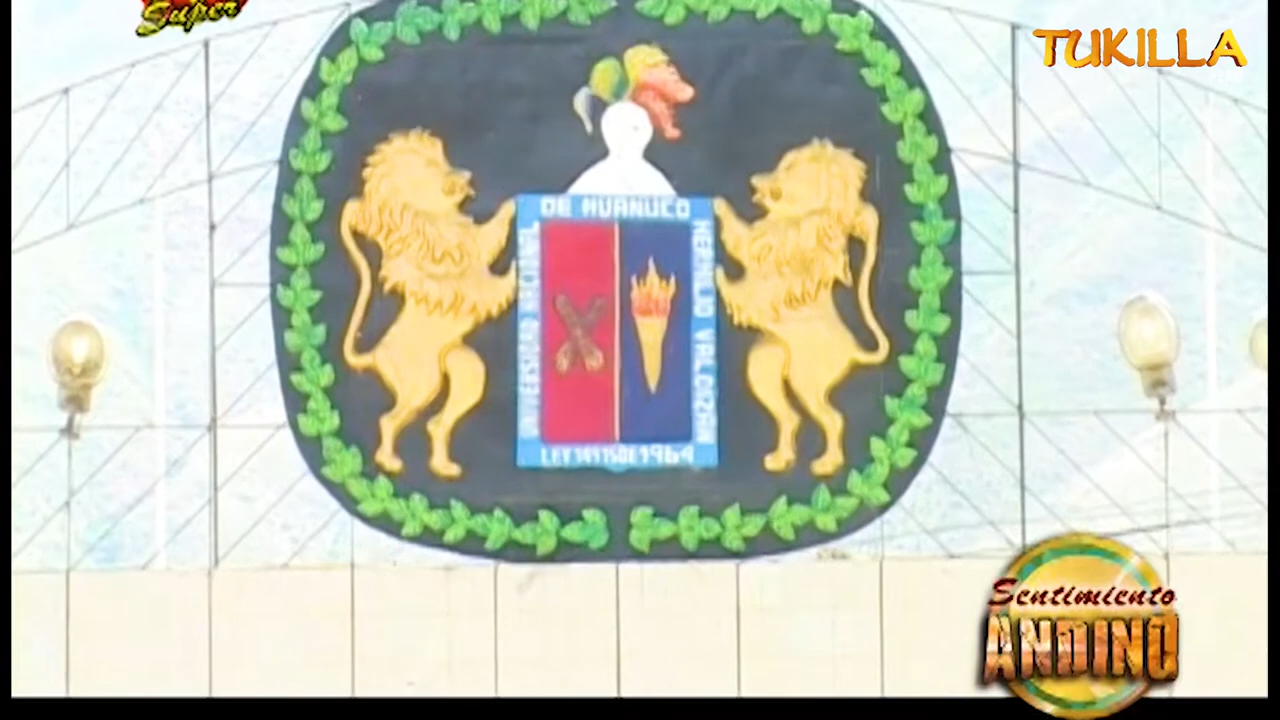 Super
TUKILLA
DE HUANUCO
UNIVERSIDAD NACIONAL
HERMILIO VALDIZAN
LEY 14915 DE 1964
Sentimiento
ANDINO